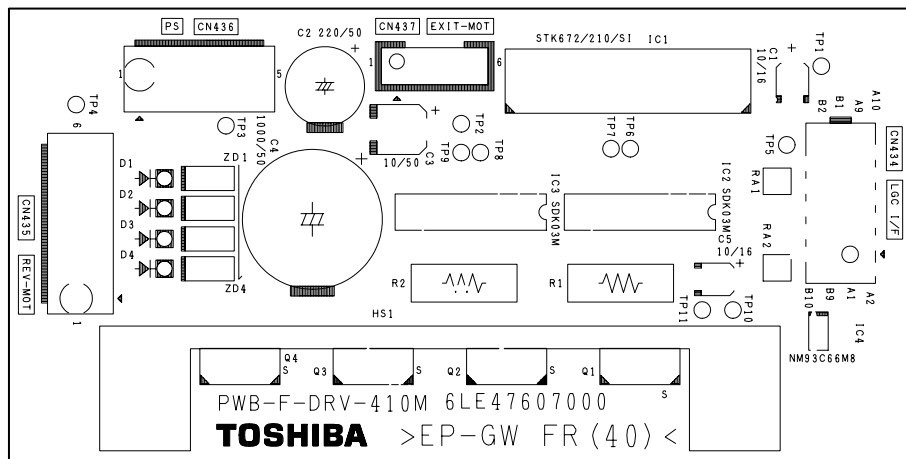 PS CN436
C2 220/50
CN437 EXIT-MOT
STK672/210/SI IC1
C1
10/16
TP1
1
5
1
6
TP4
6
TP3
1000/50
C4
TP2
TP9
TP8
10/50
C3
TP7
TP6
B2
B1
A9
A10
TP5
CN434
LGC I/F
RA1
RA2
D1
D2
D3
D4
ZD1
ZD4
CN435
REV-MOT
1
IC3 SDK03M
IC2 SDK03M
C5
10/16
R2
R1
TP11
TP10
B10
B9
A1
A2
IC4
NM93C66M8
HS1
Q4
S
Q3
S
Q2
S
Q1
S
PWB-F-DRV-410M 6LE47607000
TOSHIBA >EP-GW FR(40)<